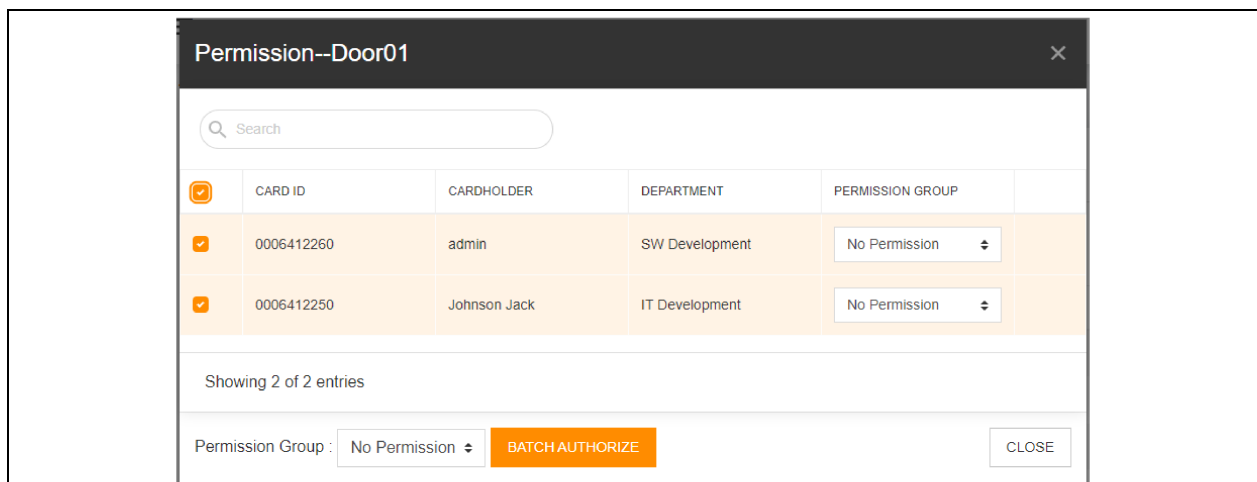 Permission--Door01
Search
CARD ID CARDHOLDER DEPARTMENT PERMISSION GROUP
0006412260 admin SW Development No Permission
0006412250 Johnson Jack IT Development No Permission
Showing 2 of 2 entries
Permission Group : No Permission BATCH AUTHORIZE CLOSE